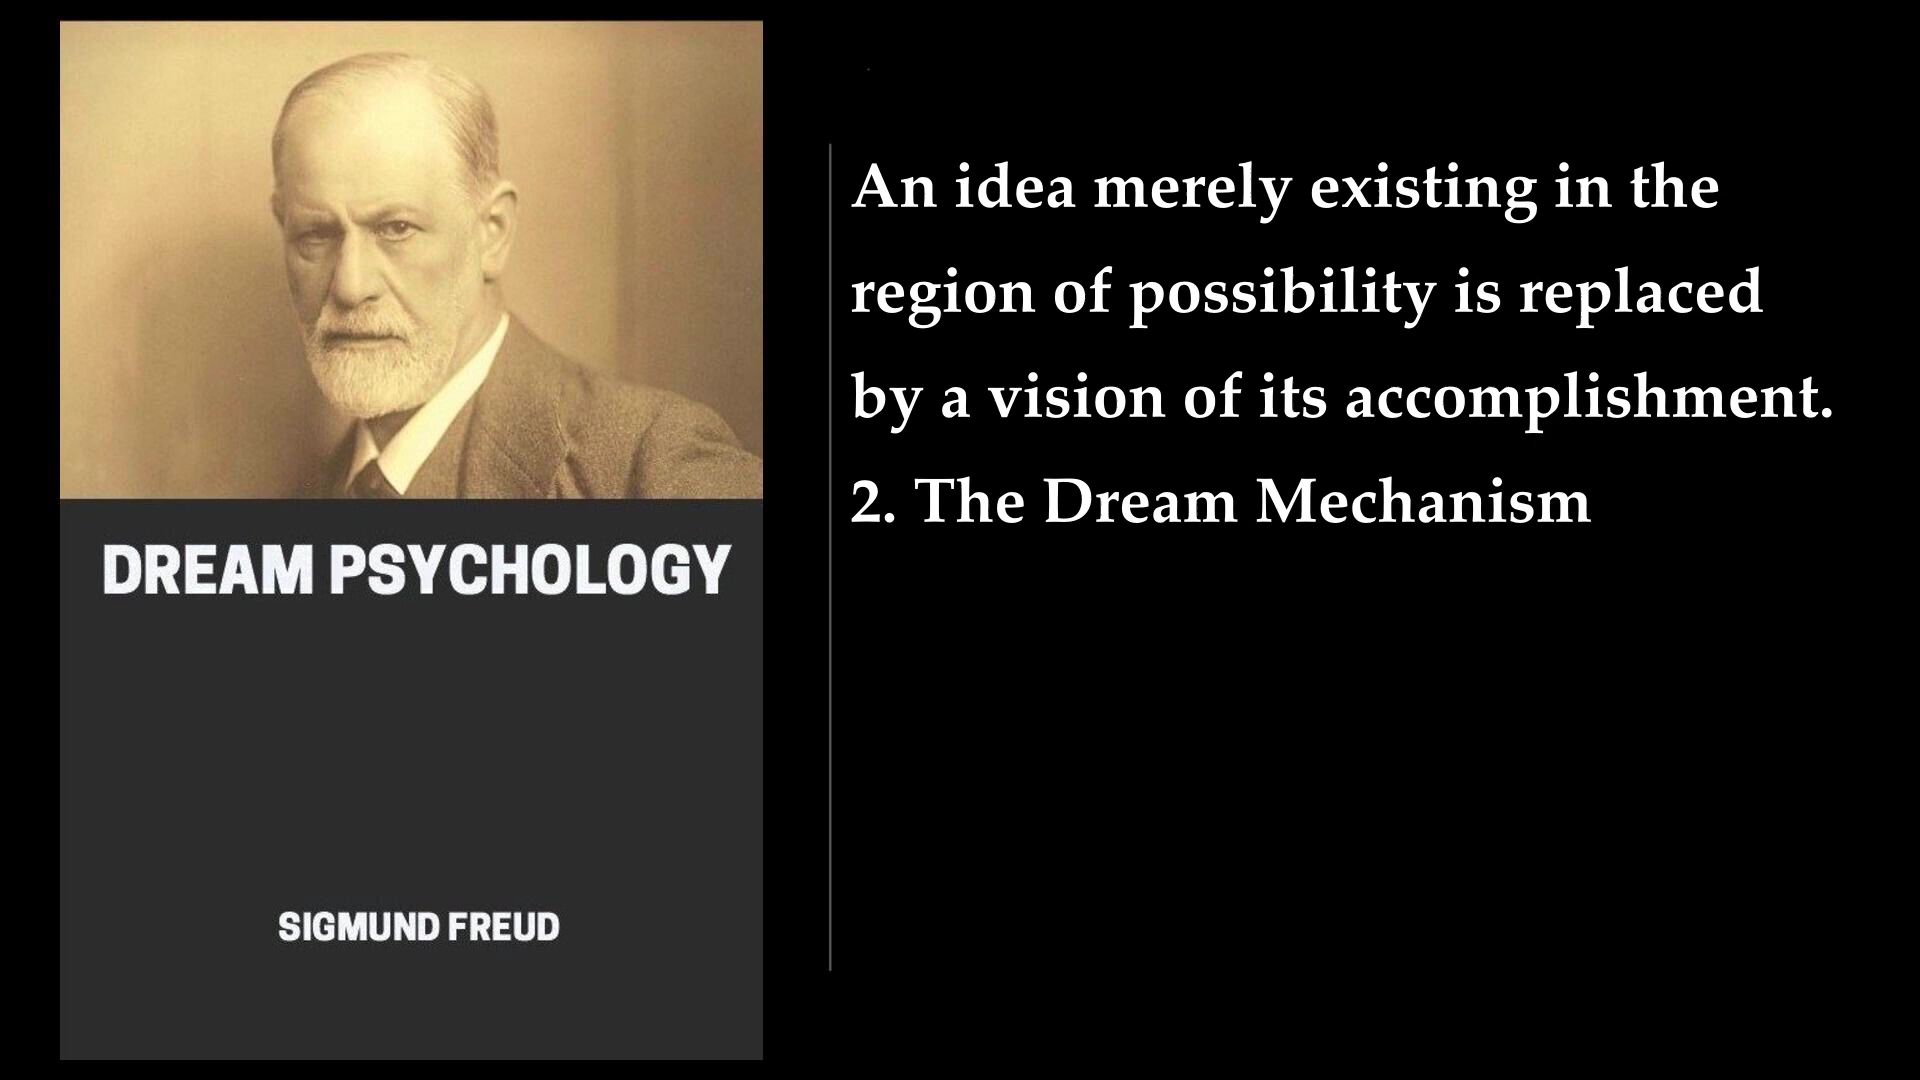 DREAM PSYCHOLOGY
SIGMUND FREUD
An idea merely existing in the
region of possibility is replaced
by a vision of its accomplishment.
2. The Dream Mechanism